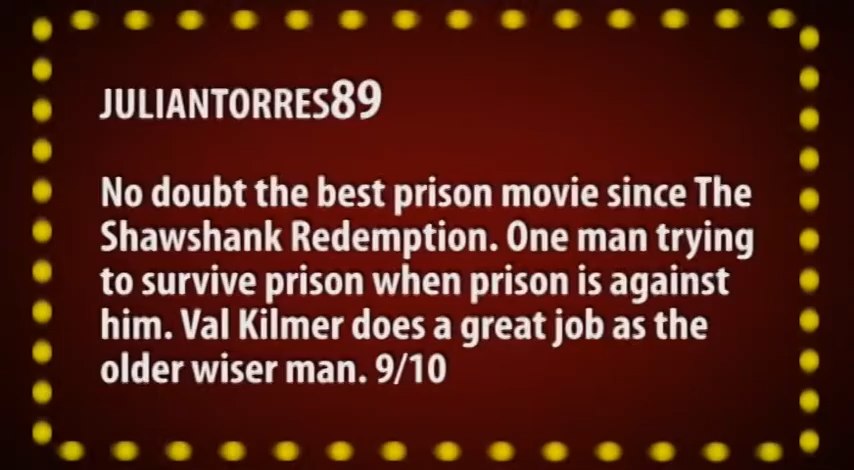 JULIANTORRES89
No doubt the best prison movie since The
Shawshank Redemption. One man trying
to survive prison when prison is against
him. Val Kilmer does a great job as the
older wiser man. 9/10